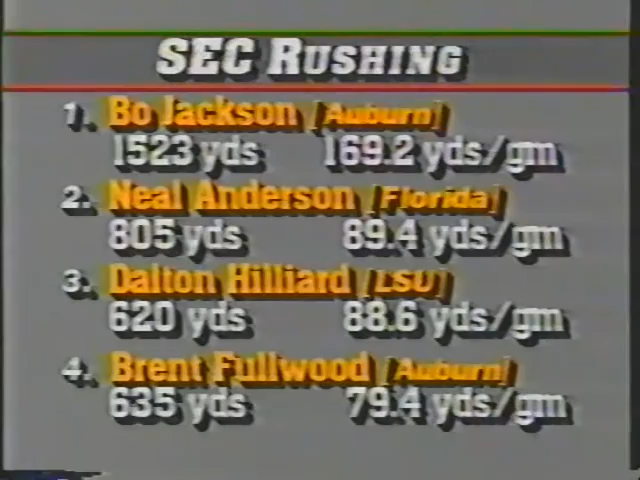 SEC RUSHING
1. Bo Jackson [Auburn]
1523 yds 169.2 yds/gm
2. Neal Anderson [Florida]
805 yds 89.4 yds/gm
3. Dalton Hilliard [LSU]
620 yds 88.6 yds/gm
4. Brent Fullwood [Auburn]
635 yds 79.4 yds/gm